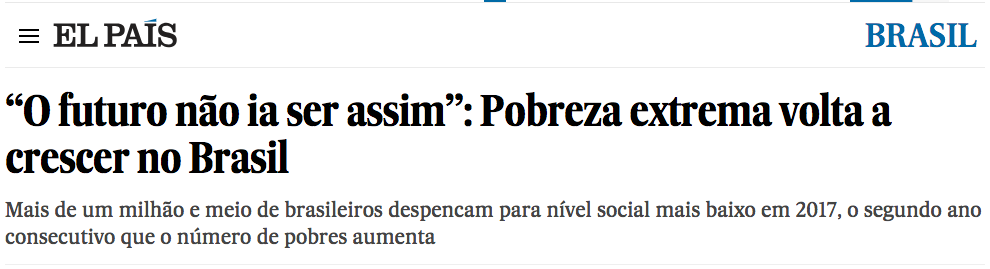 EL PAÍS
BRASIL
“O futuro não ia ser assim”: Pobreza extrema volta a
crescer no Brasil
Mais de um milhão e meio de brasileiros despencam para nível social mais baixo em 2017, o segundo ano
consecutivo que o número de pobres aumenta